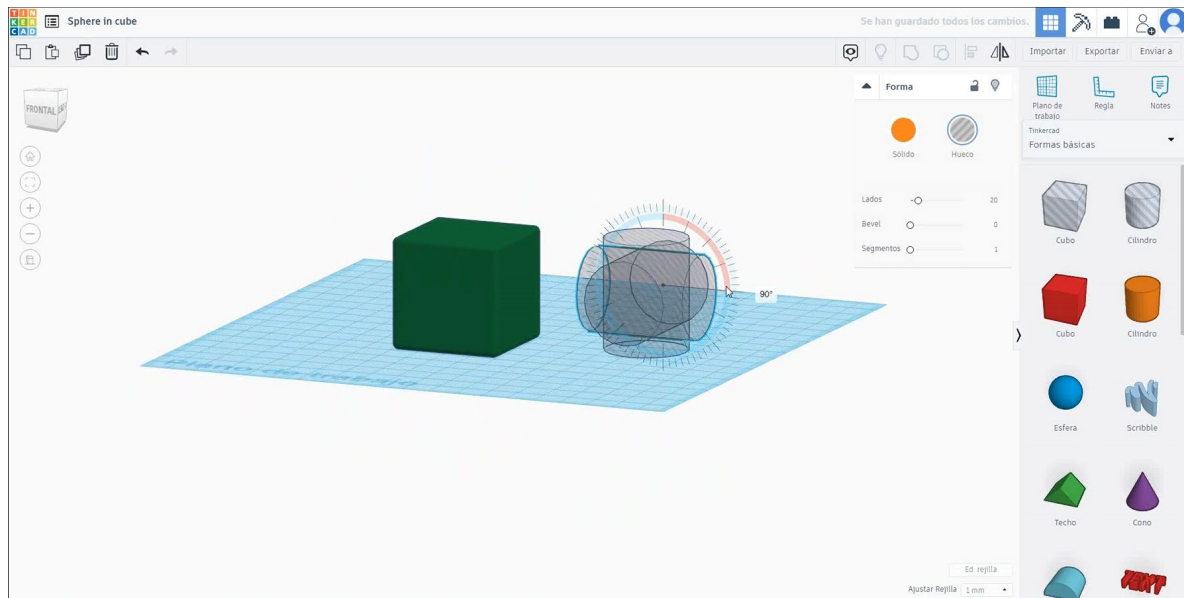 TIN
KER
CAD
Sphere in cube
Se han guardado todos los cambios.
Importar
Exportar
Enviar a
FRONTAL
Forma
Sólido
Hueco
Lados
20
Bevel
0
Segmentos
1
90°
Plano de trabajo
Plano de
trabajo
Regla
Notes
Tinkercad
Formas básicas
Cubo
Cilindro
Cubo
Cilindro
Esfera
Scribble
Techo
Cono
TEXT
Ed. rejilla
Ajustar Rejilla
1 mm